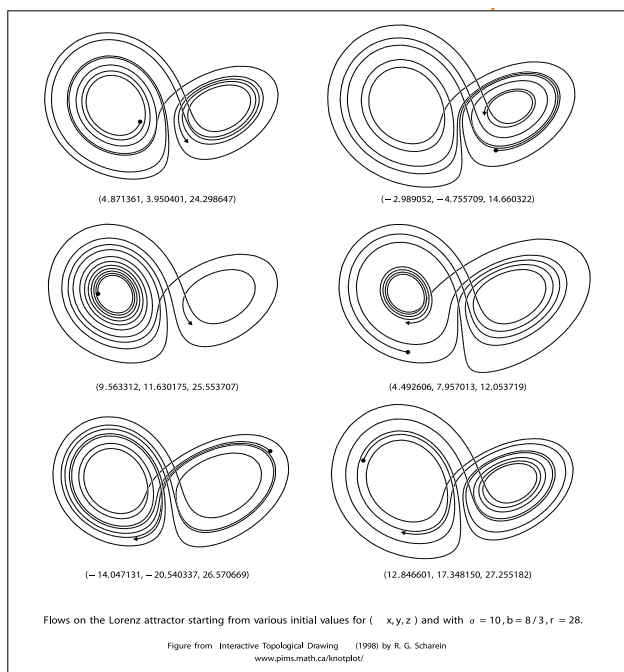 (4.871361, 3.950401, 24.298647)
(−2.989052, −4.755709, 14.660322)
(9.563312, 11.630175, 25.553707)
(4.492606, 7.957013, 12.053719)
(−14.047131, −20.540337, 26.570669)
(12.846601, 17.348150, 27.255182)
Flows on the Lorenz attractor starting from various initial values for ( x,y,z ) and with σ = 10, b = 8 / 3, r = 28.
Figure from Interactive Topological Drawing (1998) by R. G. Scharein
www.pims.math.ca/knotplot/